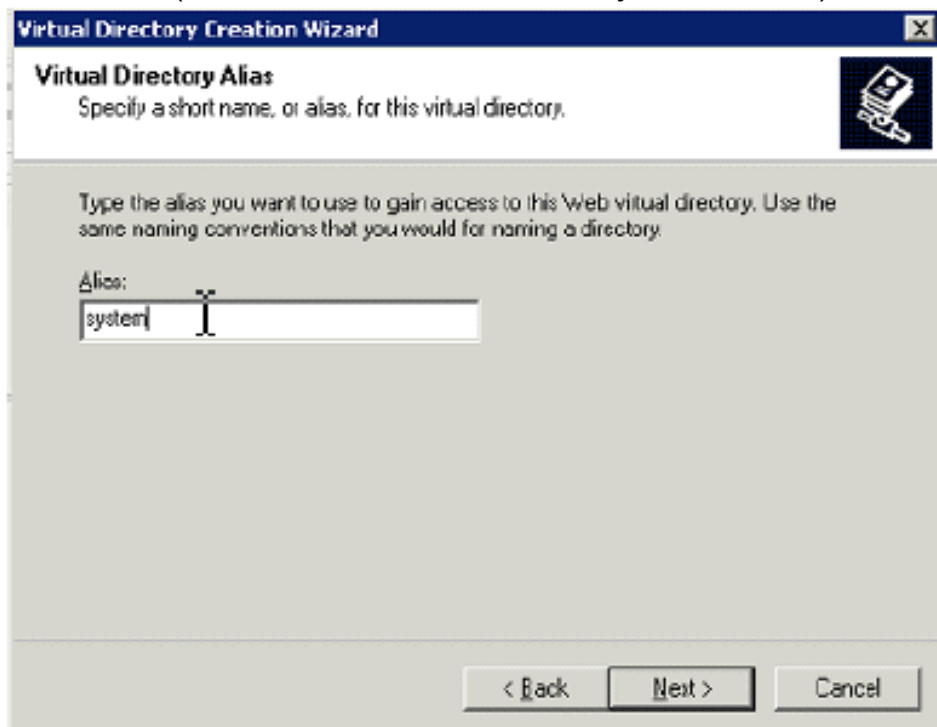 Virtual Directory Creation Wizard
Virtual Directory Alias
Specify a short name, or alias, for this virtual directory.
Type the alias you want to use to gain access to this Web virtual directory. Use the
same naming conventions that you would for naming a directory.
Alias:
system
< Back
Next >
Cancel